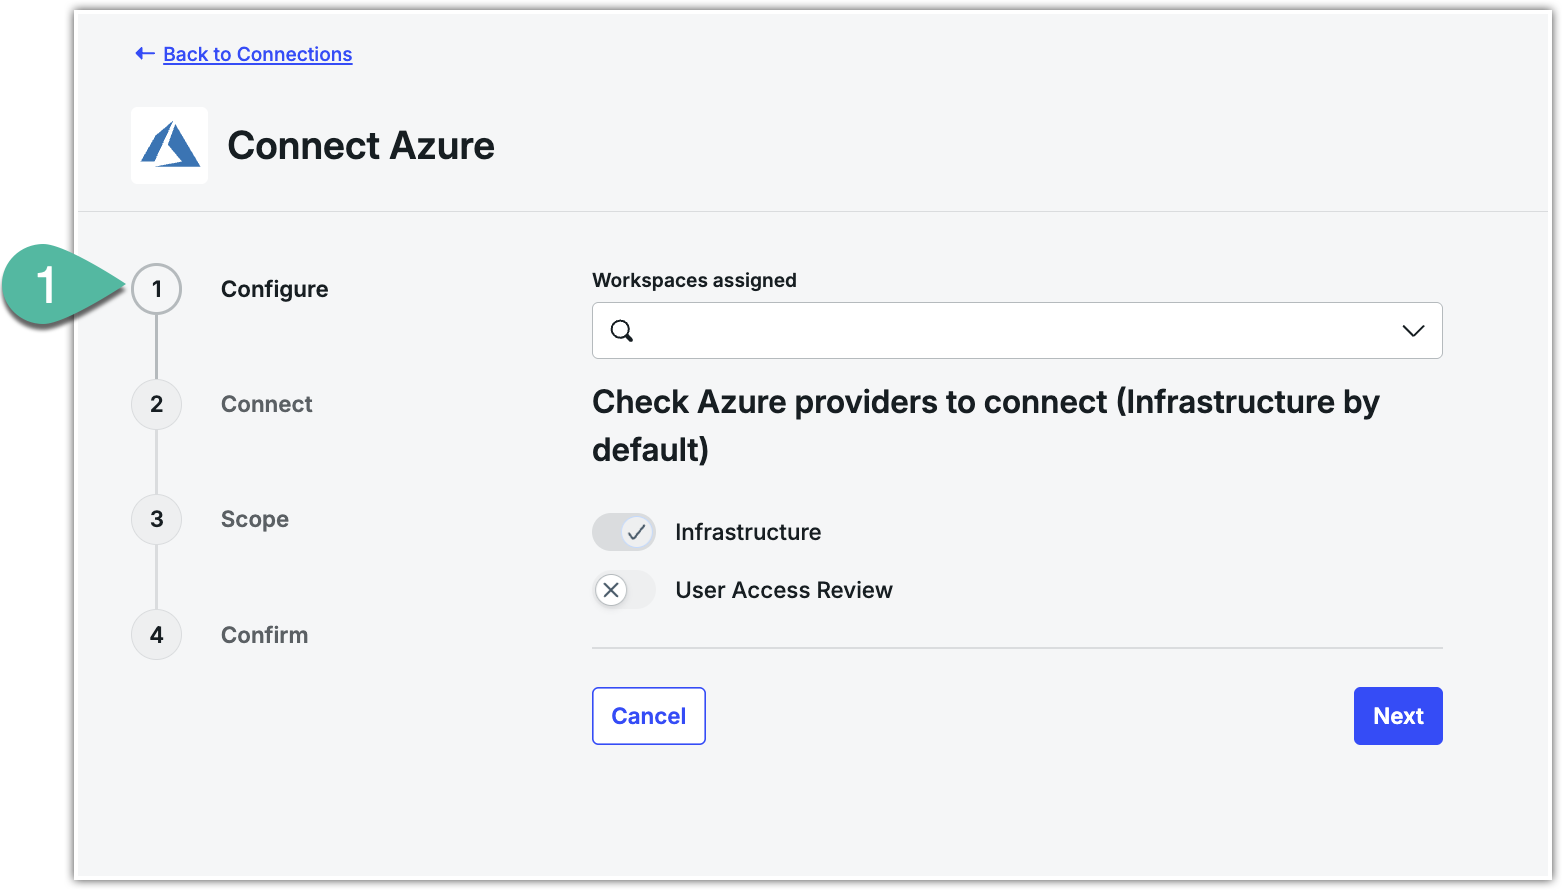 Back to Connections
Connect Azure
1
1 Configure
2 Connect
3 Scope
4 Confirm
Workspaces assigned
Check Azure providers to connect (Infrastructure by
default)
Infrastructure
User Access Review
Cancel
Next